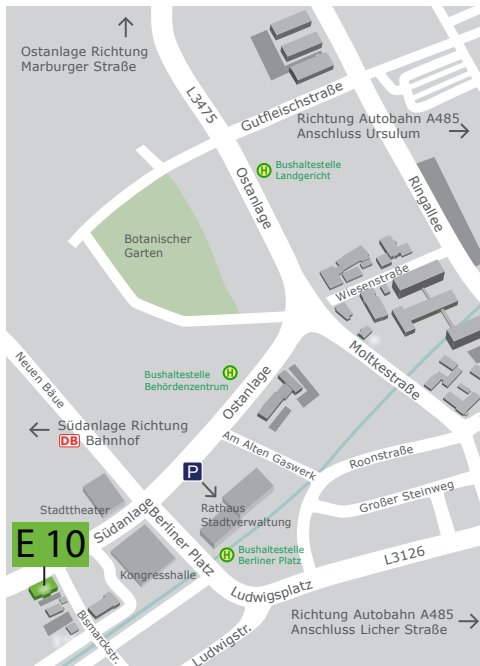 Ostanlage Richtung
Marburger Straße
L3475
Gutfleischstraße
Richtung Autobahn A485
Anschluss Ursulum
H
Bushaltestelle
Landgericht
Ostanlage
Ringallee
Botanischer
Garten
Wiesenstraße
Moltkestraße
Neuen Bäue
Bushaltestelle
Behördenzentrum
H
Ostanlage
Südanlage Richtung
DB Bahnhof
Am Alten Gaswerk
Roonstraße
P
Großer Steinweg
Stadttheater
Rathaus
Stadtverwaltung
Südanlage
Berliner Platz
E 10
H
Bushaltestelle
Berliner Platz
L3126
Kongresshalle
Ludwigsplatz
Bismarckstr.
Ludwigstr.
Richtung Autobahn A485
Anschluss Licher Straße